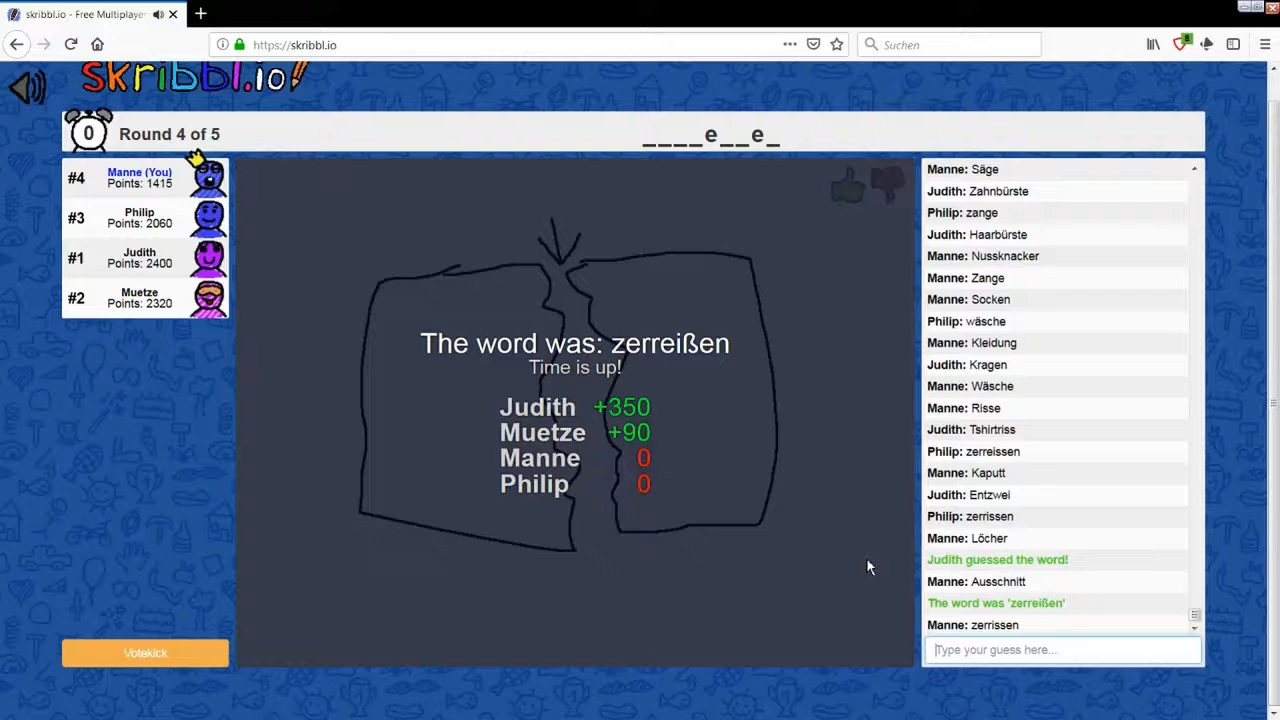 skribbl.io - Free Multiplayer
https://skribbl.io
Suchen
8
skribbl.io!
0
Round 4 of 5
____e__e_
#4 Manne (You)
Points: 1415
#3 Philip
Points: 2060
#1 Judith
Points: 2400
#2 Muetze
Points: 2320
Votekick
The word was: zerreißen
Time is up!
Judith +350
Muetze +90
Manne 0
Philip 0
Manne: Säge
Judith: Zahnbürste
Philip: zange
Judith: Haarbürste
Manne: Nussknacker
Manne: Zange
Manne: Socken
Philip: wäsche
Manne: Kleidung
Judith: Kragen
Manne: Wäsche
Manne: Risse
Judith: Tshirtriss
Philip: zerreissen
Manne: Kaputt
Judith: Entzwei
Philip: zerrissen
Manne: Löcher
Judith guessed the word!
Manne: Ausschnitt
The word was 'zerreißen'
Manne: zerrissen
Type your guess here...